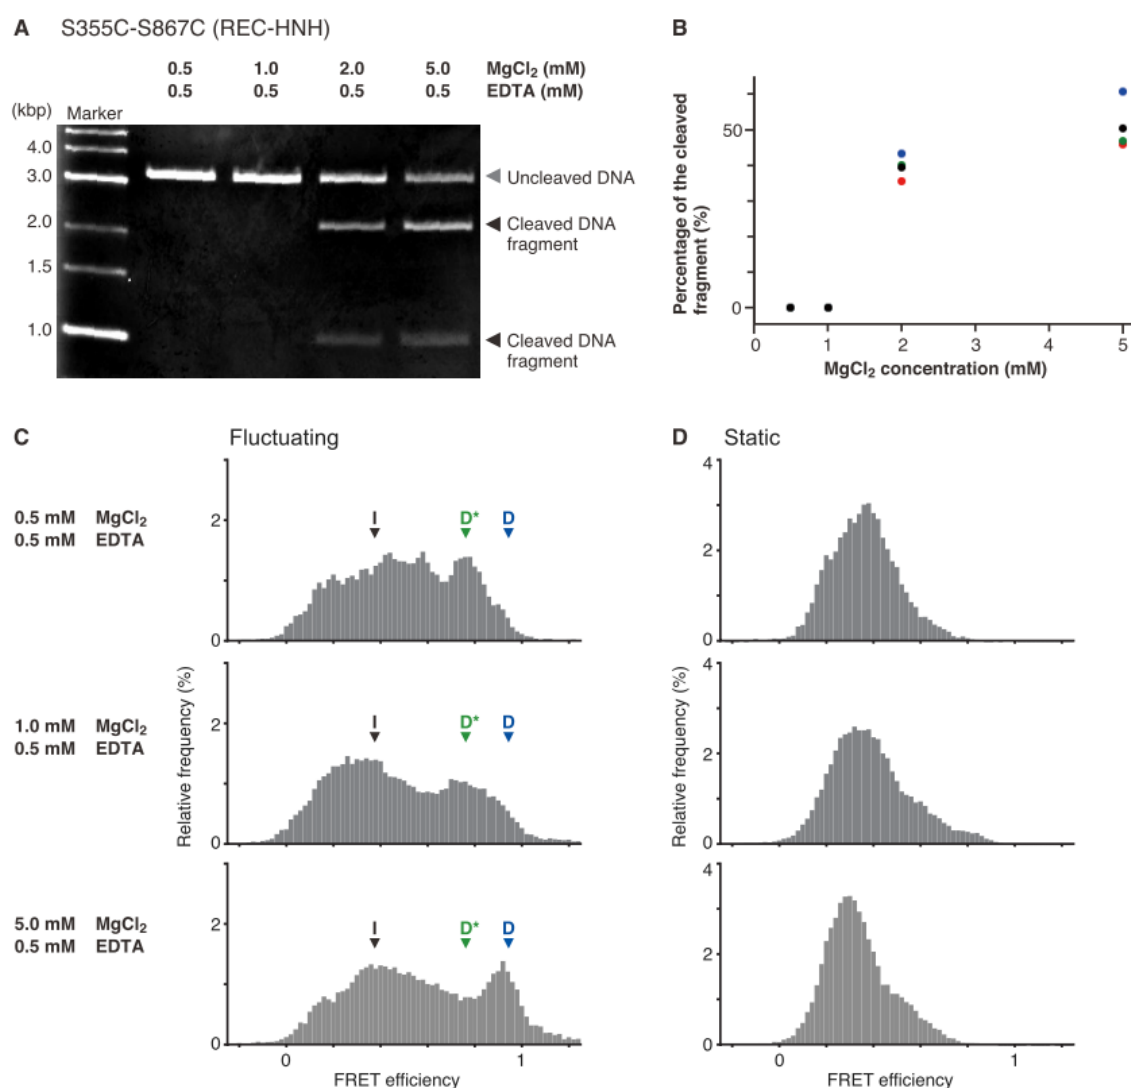 A S355C-S867C (REC-HNH)
0.5 1.0 2.0 5.0 MgCl₂ (mM)
0.5 0.5 0.5 0.5 EDTA (mM)
(kbp) Marker
4.0
3.0
2.0
1.5
1.0
Uncleaved DNA
Cleaved DNA
fragment
Cleaved DNA
fragment
B
Percentage of the cleaved
fragment (%)
50
0
0 1 2 3 4 5
MgCl₂ concentration (mM)
C Fluctuating
0.5 mM MgCl₂
0.5 mM EDTA
2
0
I D* D
1.0 mM MgCl₂
0.5 mM EDTA
2
0
I D* D
5.0 mM MgCl₂
0.5 mM EDTA
2
0
I D* D
Relative frequency (%)
0 1
FRET efficiency
D Static
4
2
0
4
2
0
4
2
0
Relative frequency (%)
0 1
FRET efficiency